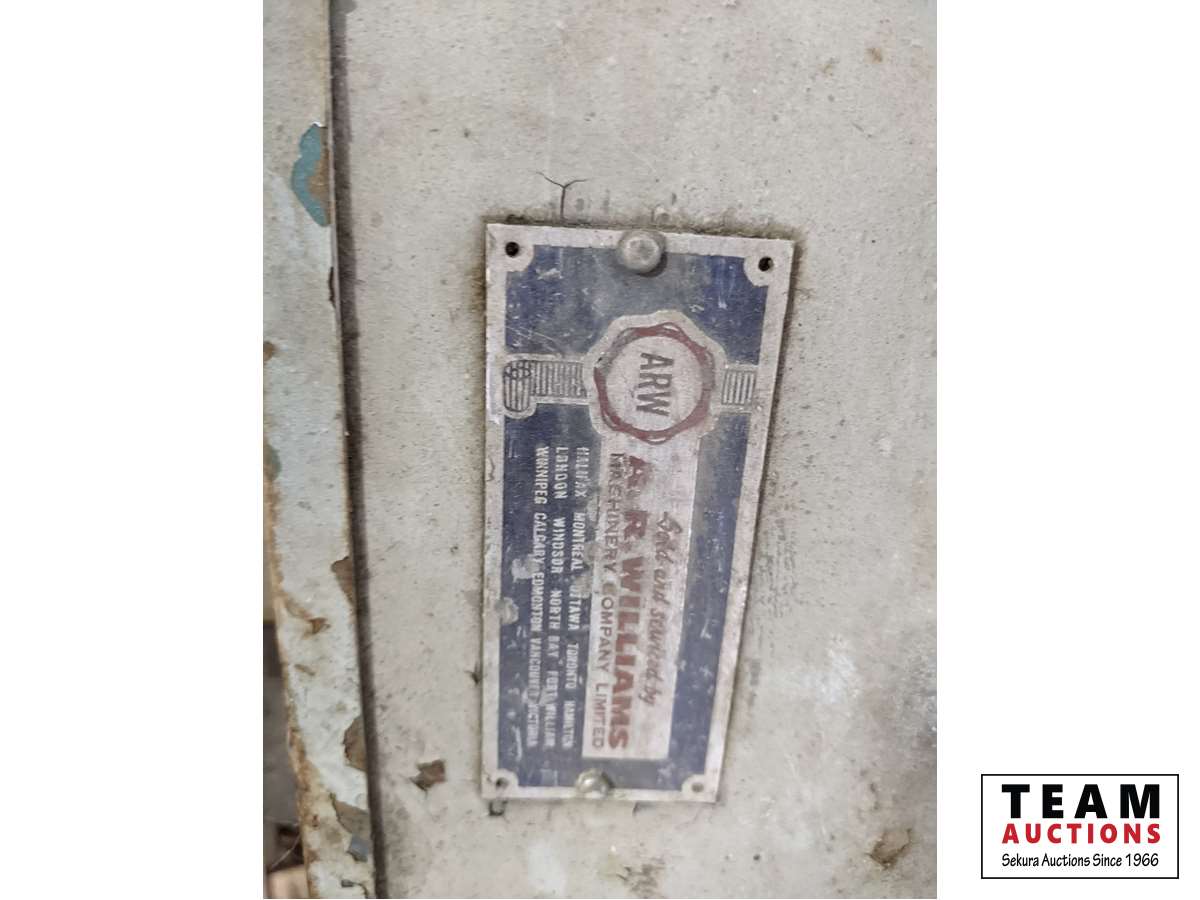 ARW
Sold and serviced by
A. R. WILLIAMS
MACHINERY COMPANY LIMITED
HALIFAX MONTREAL OTTAWA TORONTO HAMILTON
LONDON WINDSOR NORTH BAY FORT WILLIAM
WINNIPEG CALGARY EDMONTON VANCOUVER VICTORIA
TEAM
AUCTIONS
Sekura Auctions Since 1966